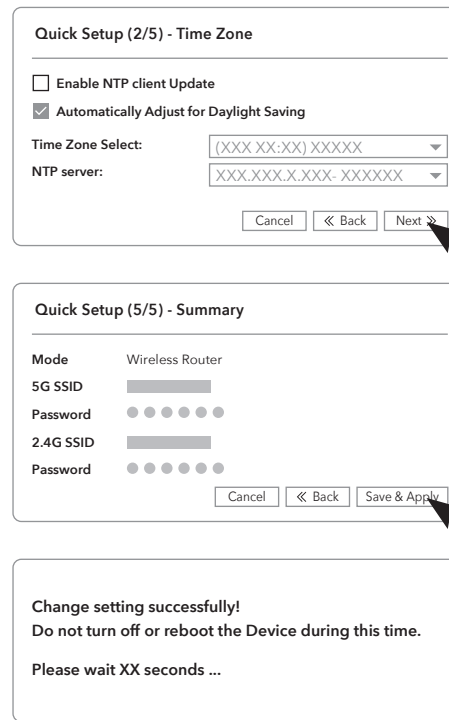 Quick Setup (2/5) - Time Zone
Enable NTP client Update
Automatically Adjust for Daylight Saving
Time Zone Select: (XXX XX:XX) XXXXX
NTP server: XXX.XXX.X.XXX- XXXXXX
Cancel « Back Next »
Quick Setup (5/5) - Summary
Mode Wireless Router
5G SSID
Password
2.4G SSID
Password
Cancel « Back Save & Apply
Change setting successfully!
Do not turn off or reboot the Device during this time.
Please wait XX seconds ...